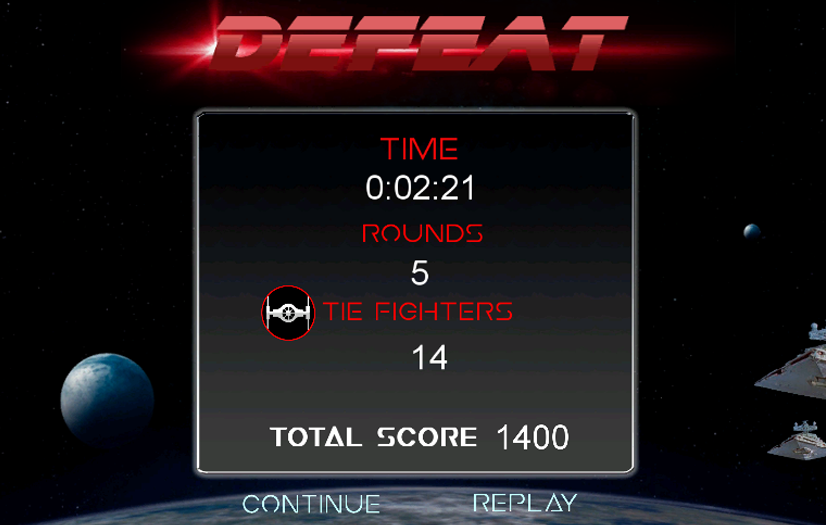 DEFEAT
TIME
0:02:21
ROUNDS
5
TIE FIGHTERS
14
TOTAL SCORE 1400
CONTINUE REPLAY